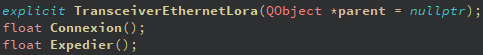 explicit TransceiverEthernetLora(QObject *parent = nullptr);
float Connexion();
float Expedier();